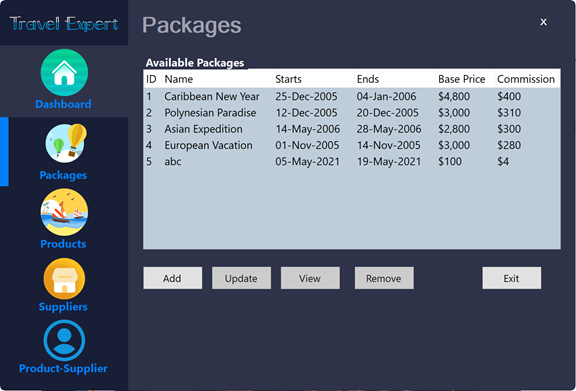 Travel Expert
Packages
x
Dashboard
Packages
Products
Suppliers
Product-Supplier
Available Packages
ID Name Starts Ends Base Price Commission
1 Caribbean New Year 25-Dec-2005 04-Jan-2006 $4,800 $400
2 Polynesian Paradise 12-Dec-2005 20-Dec-2005 $3,000 $310
3 Asian Expedition 14-May-2006 28-May-2006 $2,800 $300
4 European Vacation 01-Nov-2005 14-Nov-2005 $3,000 $280
5 abc 05-May-2021 19-May-2021 $100 $4
Add Update View Remove Exit